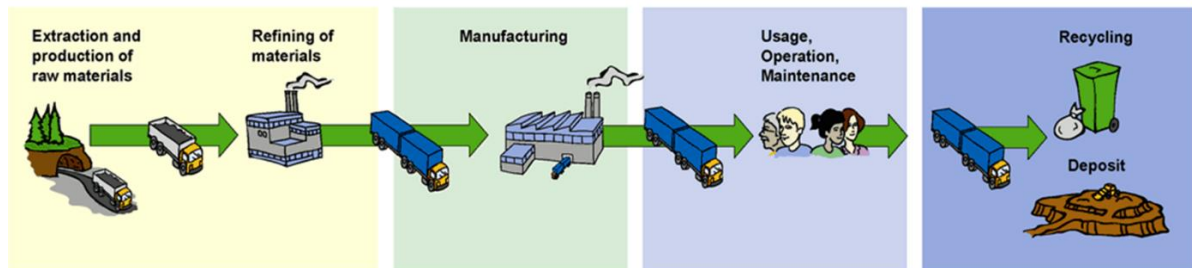 Extraction and
production of
raw materials
Refining of
materials
Manufacturing
Usage,
Operation,
Maintenance
Recycling
Deposit